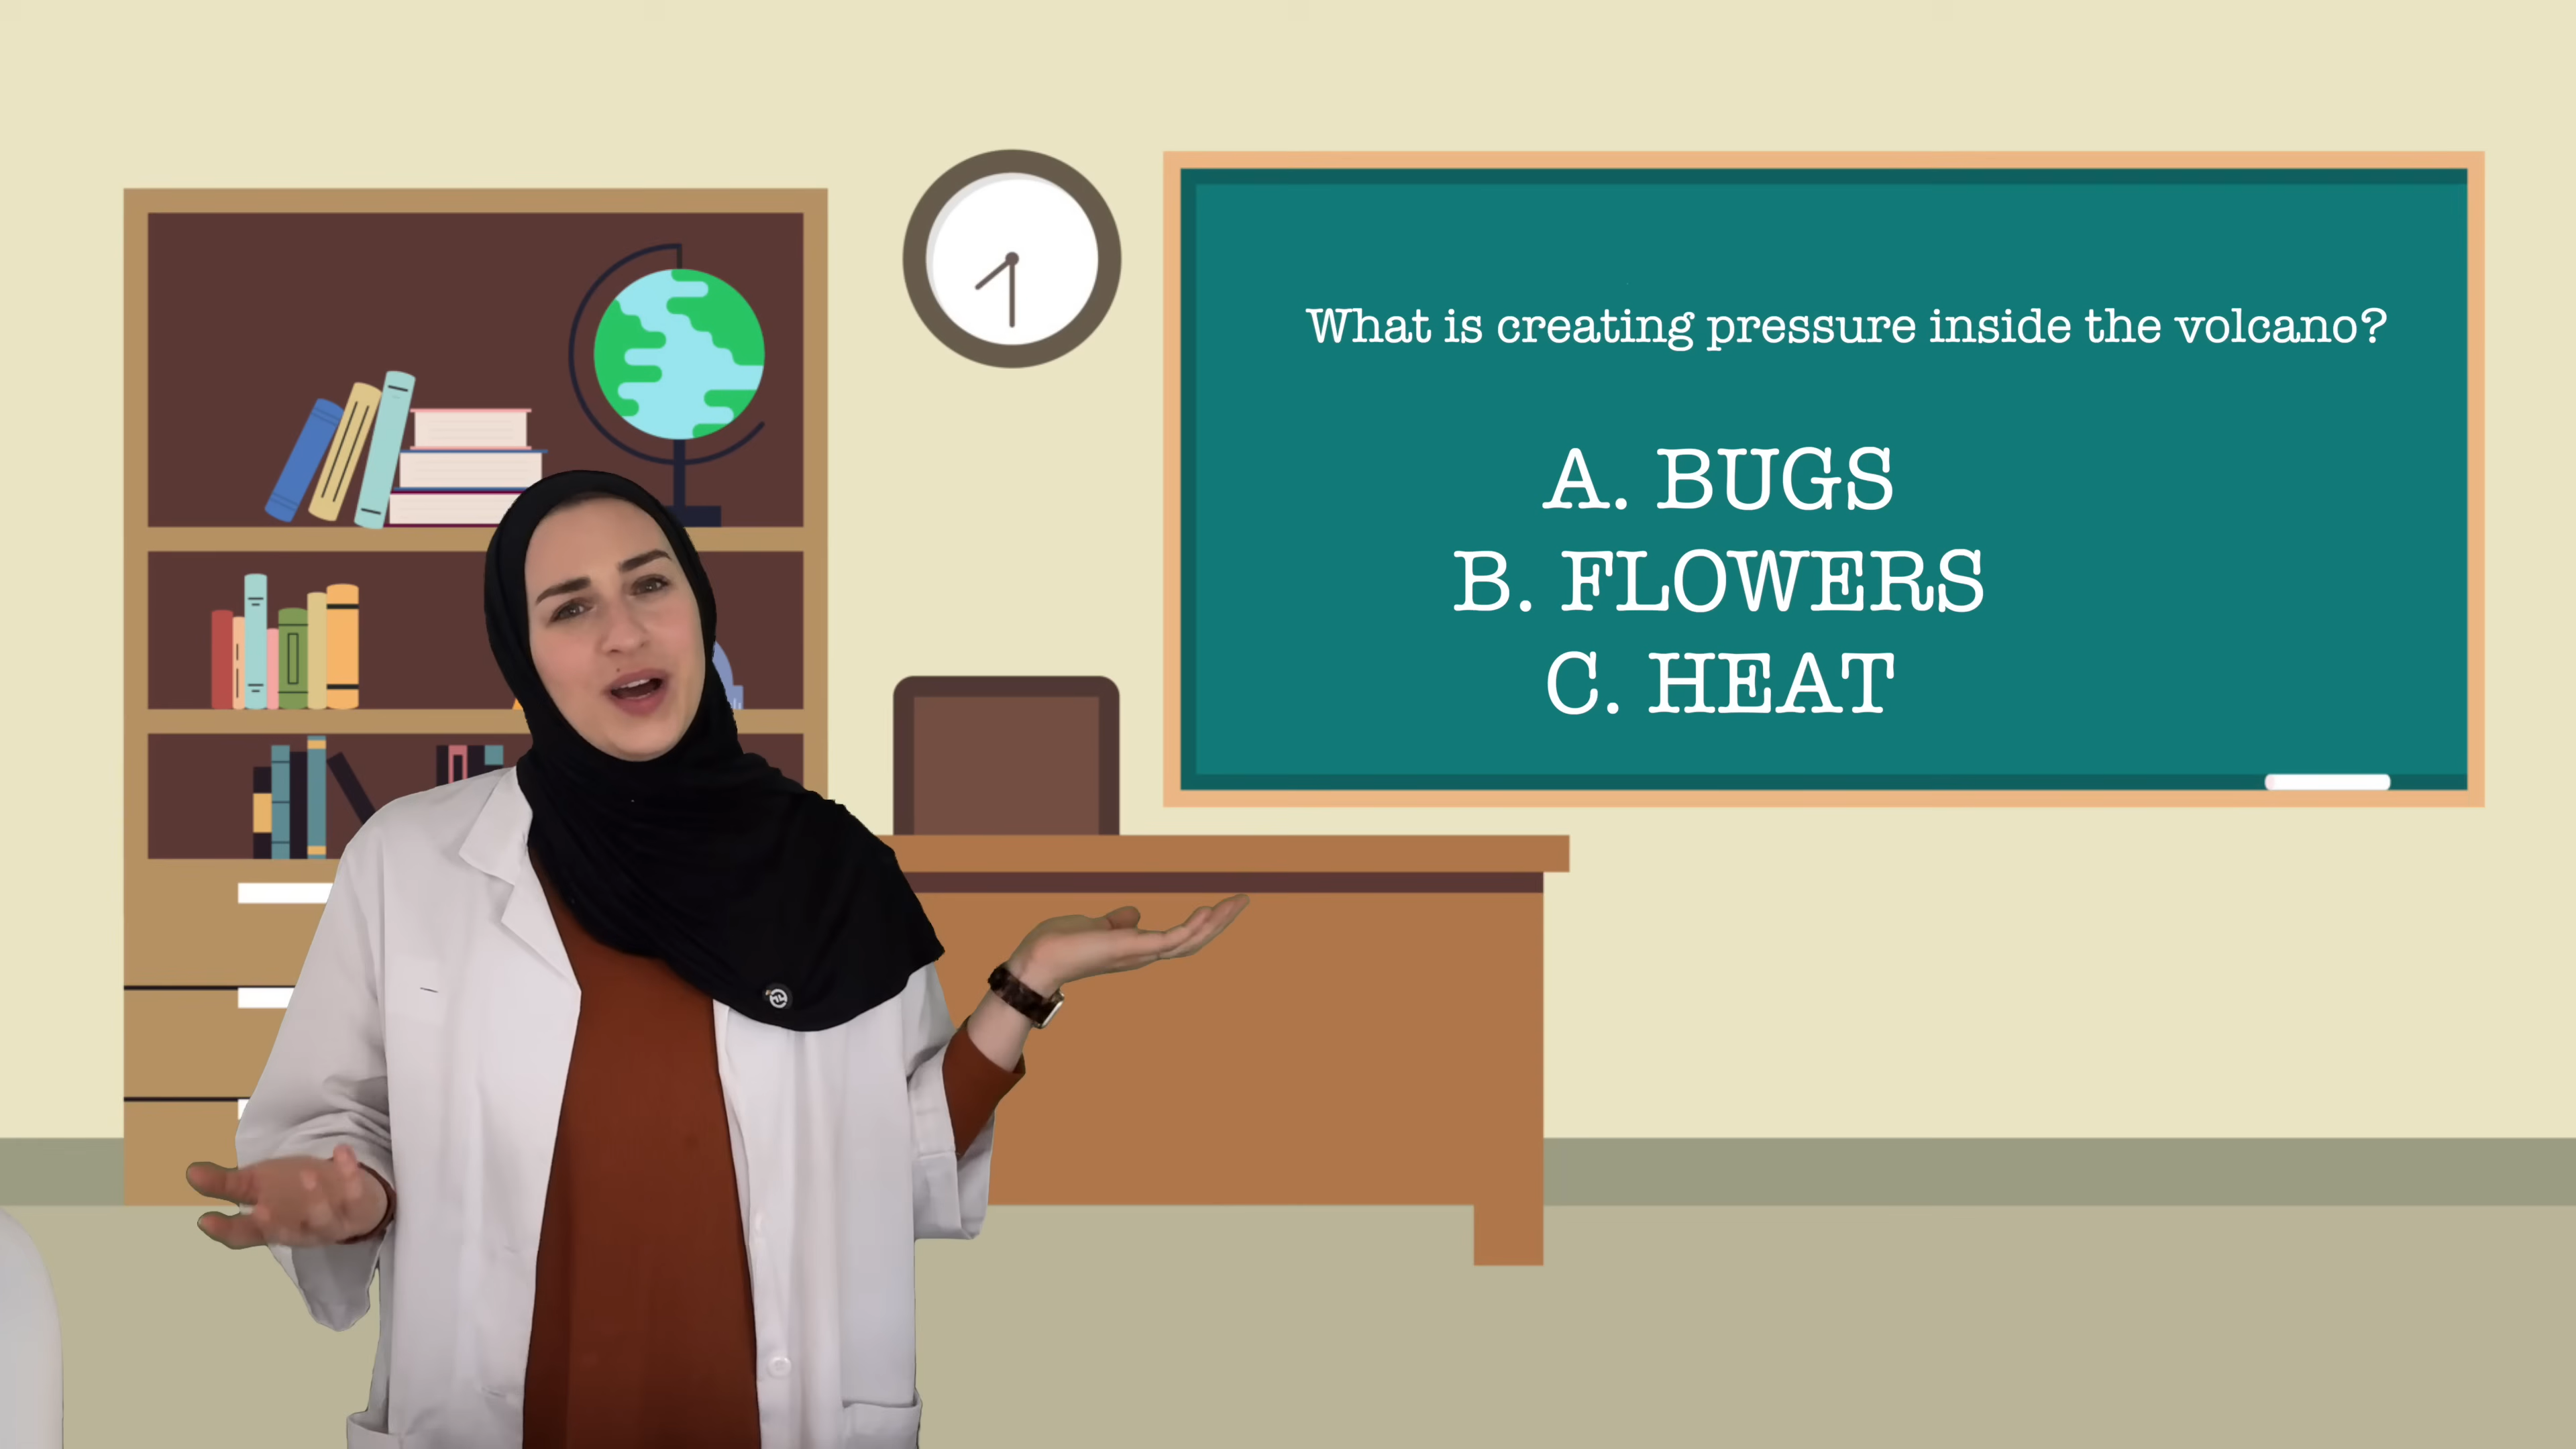 What is creating pressure inside the volcano?
A. BUGS
B. FLOWERS
C. HEAT